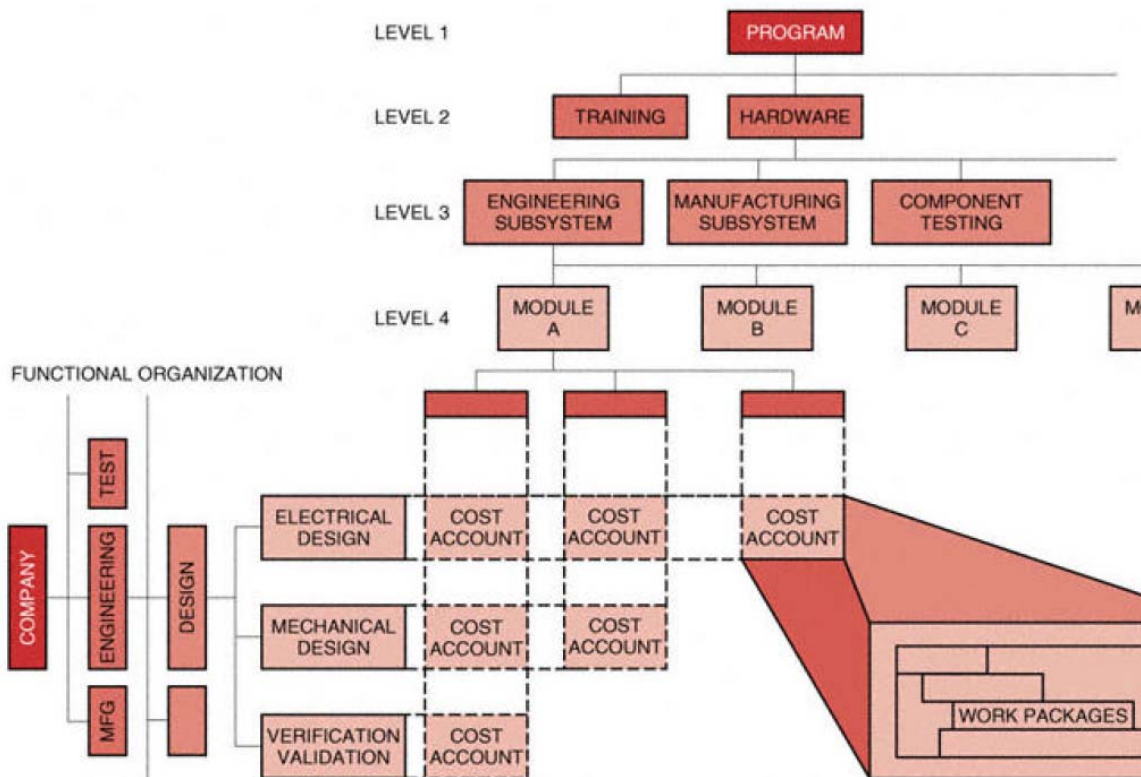 LEVEL 1
PROGRAM
LEVEL 2
TRAINING
HARDWARE
LEVEL 3
ENGINEERING
SUBSYSTEM
MANUFACTURING
SUBSYSTEM
COMPONENT
TESTING
LEVEL 4
MODULE
A
MODULE
B
MODULE
C
FUNCTIONAL ORGANIZATION
COMPANY
TEST
ENGINEERING
MFG
DESIGN
ELECTRICAL
DESIGN
COST
ACCOUNT
COST
ACCOUNT
COST
ACCOUNT
MECHANICAL
DESIGN
COST
ACCOUNT
COST
ACCOUNT
VERIFICATION
VALIDATION
COST
ACCOUNT
WORK PACKAGES